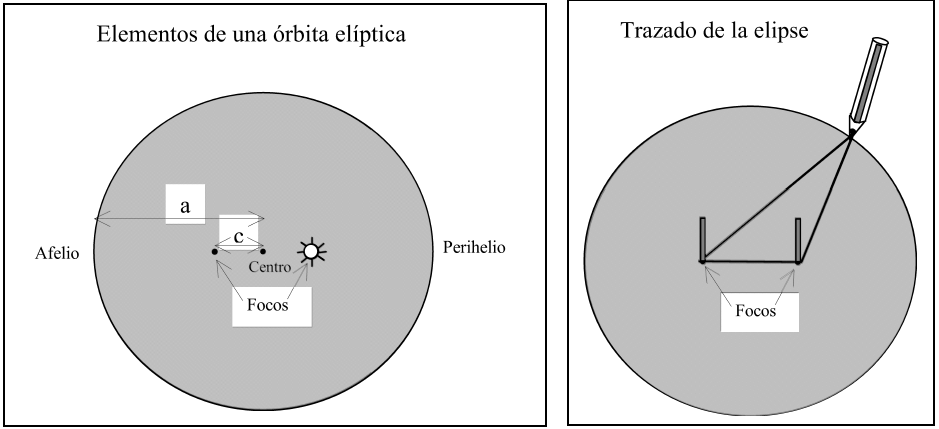 Elementos de una órbita elíptica
a
c
Afelio
Perihelio
Centro
Focos
Trazado de la elipse
Focos